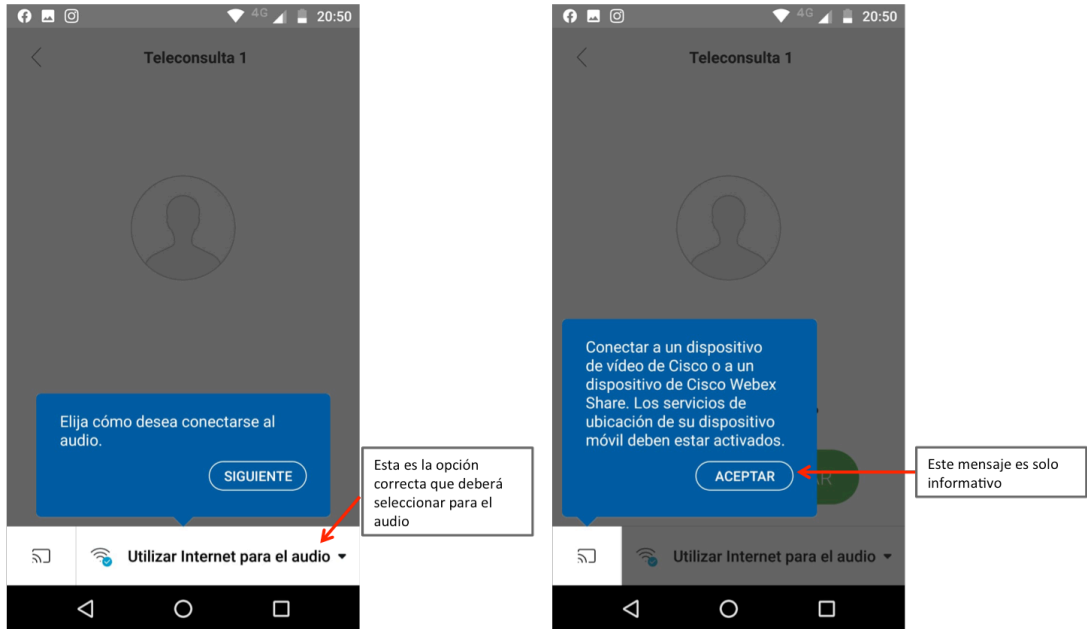 4G 20:50
Teleconsulta 1
Elija cómo desea conectarse al
audio.
SIGUIENTE
Utilizar Internet para el audio
Esta es la opción
correcta que deberá
seleccionar para el
audio
4G 20:50
Teleconsulta 1
Conectar a un dispositivo
de vídeo de Cisco o a un
dispositivo de Cisco Webex
Share. Los servicios de
ubicación de su dispositivo
móvil deben estar activados.
ACEPTAR
AR
Utilizar Internet para el audio
Este mensaje es solo
informativo